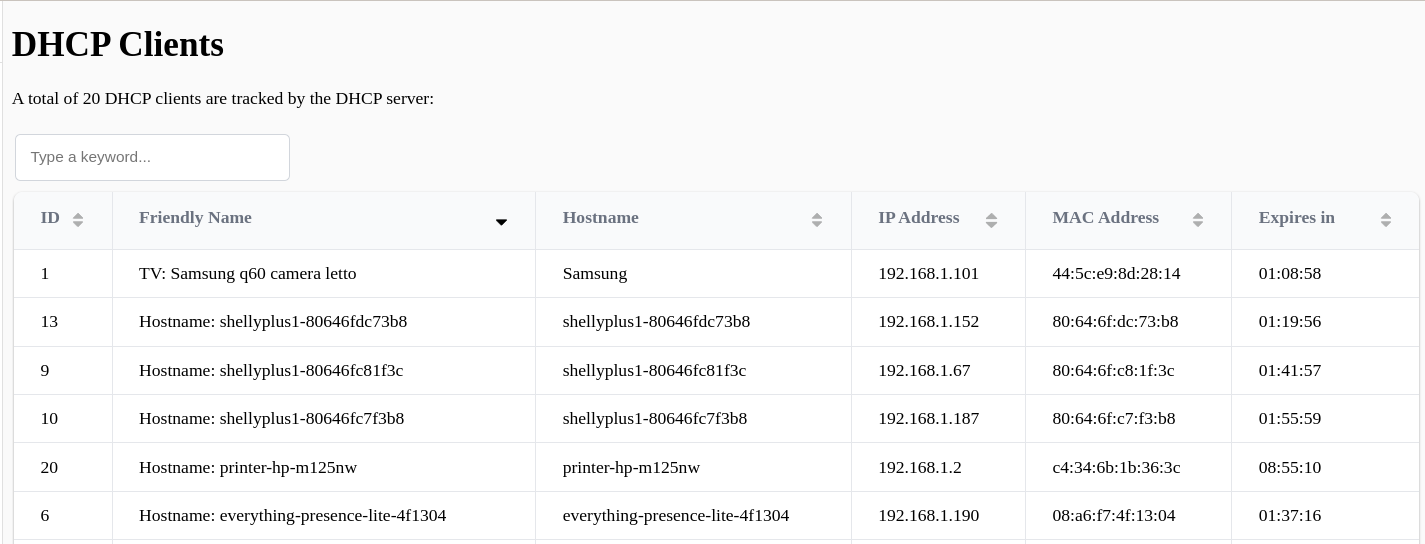 DHCP Clients
A total of 20 DHCP clients are tracked by the DHCP server:
Type a keyword...
ID Friendly Name Hostname IP Address MAC Address Expires in
1 TV: Samsung q60 camera letto Samsung 192.168.1.101 44:5c:e9:8d:28:14 01:08:58
13 Hostname: shellyplus1-80646fdc73b8 shellyplus1-80646fdc73b8 192.168.1.152 80:64:6f:dc:73:b8 01:19:56
9 Hostname: shellyplus1-80646fc81f3c shellyplus1-80646fc81f3c 192.168.1.67 80:64:6f:c8:1f:3c 01:41:57
10 Hostname: shellyplus1-80646fc7f3b8 shellyplus1-80646fc7f3b8 192.168.1.187 80:64:6f:c7:f3:b8 01:55:59
20 Hostname: printer-hp-m125nw printer-hp-m125nw 192.168.1.2 c4:34:6b:1b:36:3c 08:55:10
6 Hostname: everything-presence-lite-4f1304 everything-presence-lite-4f1304 192.168.1.190 08:a6:f7:4f:13:04 01:37:16